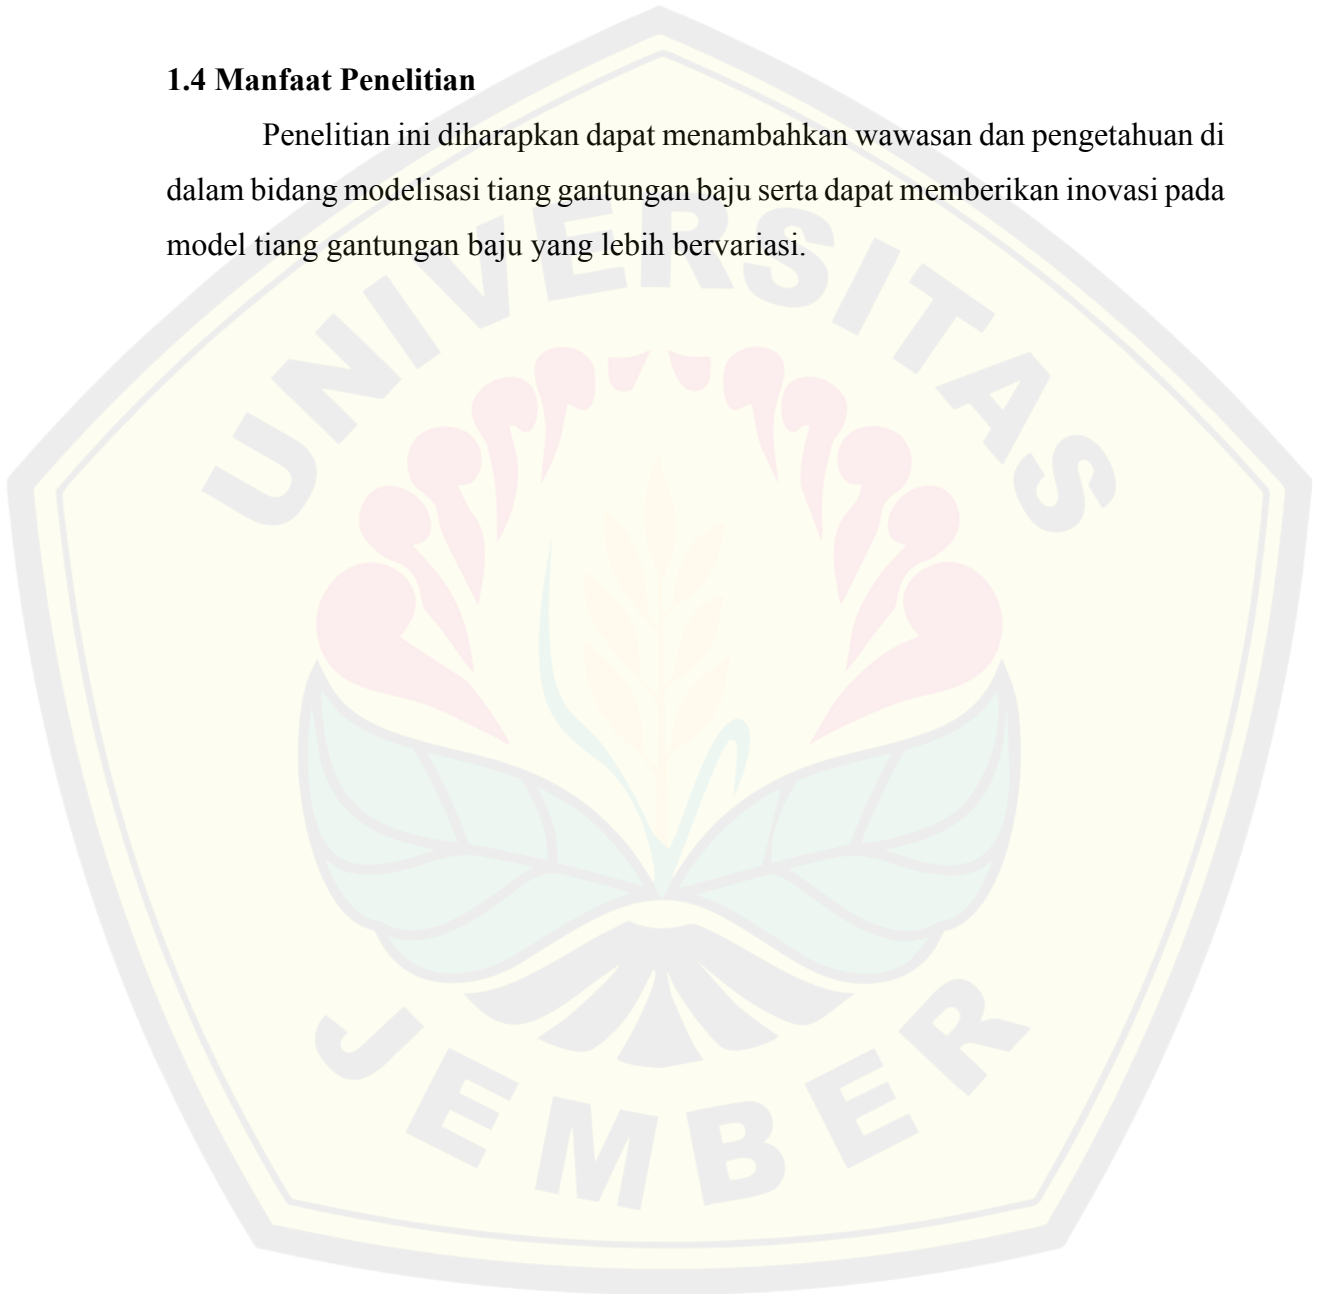 1.4 Manfaat Penelitian
Penelitian ini diharapkan dapat menambahkan wawasan dan pengetahuan di
dalam bidang modelisasi tiang gantungan baju serta dapat memberikan inovasi pada
model tiang gantungan baju yang lebih bervariasi.
UNIVERSITAS
JEMBER